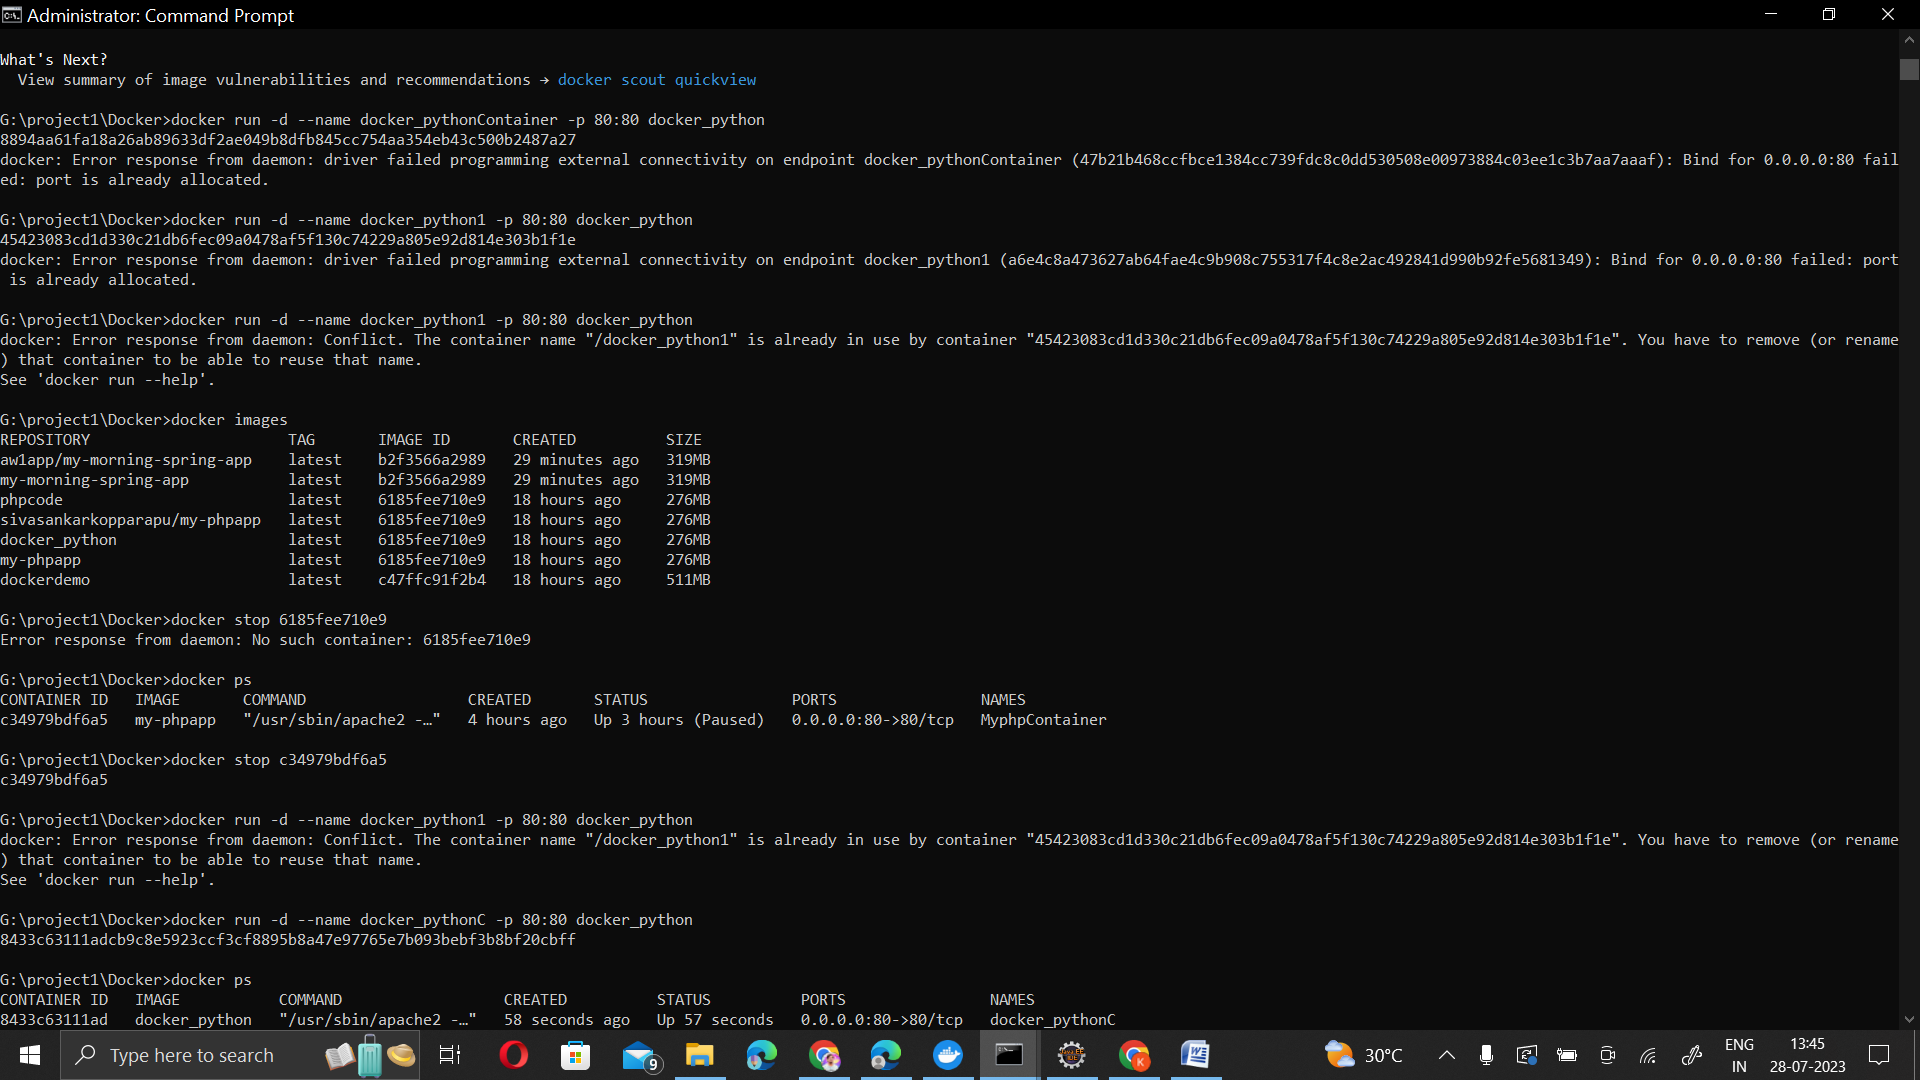 Administrator: Command Prompt
What's Next?
  View summary of image vulnerabilities and recommendations → docker scout quickview
G:\project1\Docker>docker run -d --name docker_pythonContainer -p 80:80 docker_python
8894aa61fa18a26ab89633df2ae049b8dfb845cc754aa354eb43c500b2487a27
docker: Error response from daemon: driver failed programming external connectivity on endpoint docker_pythonContainer (47b21b468ccfbce1384cc739fdc8c0dd530508e00973884c03ee1c3b7aa7aaaf): Bind for 0.0.0.0:80 fail
ed: port is already allocated.
G:\project1\Docker>docker run -d --name docker_python1 -p 80:80 docker_python
45423083cd1d330c21db6fec09a0478af5f130c74229a805e92d814e303b1f1e
docker: Error response from daemon: driver failed programming external connectivity on endpoint docker_python1 (a6e4c8a473627ab64fae4c9b908c755317f4c8e2ac492841d990b92fe5681349): Bind for 0.0.0.0:80 failed: port
 is already allocated.
G:\project1\Docker>docker run -d --name docker_python1 -p 80:80 docker_python
docker: Error response from daemon: Conflict. The container name "/docker_python1" is already in use by container "45423083cd1d330c21db6fec09a0478af5f130c74229a805e92d814e303b1f1e". You have to remove (or rename
) that container to be able to reuse that name.
See 'docker run --help'.
G:\project1\Docker>docker images
REPOSITORY                      TAG       IMAGE ID       CREATED          SIZE
aw1app/my-morning-spring-app    latest    b2f3566a2989   29 minutes ago   319MB
my-morning-spring-app           latest    b2f3566a2989   29 minutes ago   319MB
phpcode                         latest    6185fee710e9   18 hours ago     276MB
sivasankarkopparapu/my-phpapp   latest    6185fee710e9   18 hours ago     276MB
docker_python                   latest    6185fee710e9   18 hours ago     276MB
my-phpapp                       latest    6185fee710e9   18 hours ago     276MB
dockerdemo                      latest    c47ffc91f2b4   18 hours ago     511MB
G:\project1\Docker>docker stop 6185fee710e9
Error response from daemon: No such container: 6185fee710e9
G:\project1\Docker>docker ps
CONTAINER ID   IMAGE       COMMAND                  CREATED       STATUS                PORTS                NAMES
c34979bdf6a5   my-phpapp   "/usr/sbin/apache2 -…"   4 hours ago   Up 3 hours (Paused)   0.0.0.0:80->80/tcp   MyphpContainer
G:\project1\Docker>docker stop c34979bdf6a5
c34979bdf6a5
G:\project1\Docker>docker run -d --name docker_python1 -p 80:80 docker_python
docker: Error response from daemon: Conflict. The container name "/docker_python1" is already in use by container "45423083cd1d330c21db6fec09a0478af5f130c74229a805e92d814e303b1f1e". You have to remove (or rename
) that container to be able to reuse that name.
See 'docker run --help'.
G:\project1\Docker>docker run -d --name docker_pythonC -p 80:80 docker_python
8433c63111adcb9c8e5923ccf3cf8895b8a47e97765e7b093bebf3b8bf20cbff
G:\project1\Docker>docker ps
CONTAINER ID   IMAGE           COMMAND                  CREATED          STATUS          PORTS                NAMES
8433c63111ad   docker_python   "/usr/sbin/apache2 -…"   58 seconds ago   Up 57 seconds   0.0.0.0:80->80/tcp   docker_pythonC
Type here to search
9
K
30°C
ENG
IN
13:45
28-07-2023